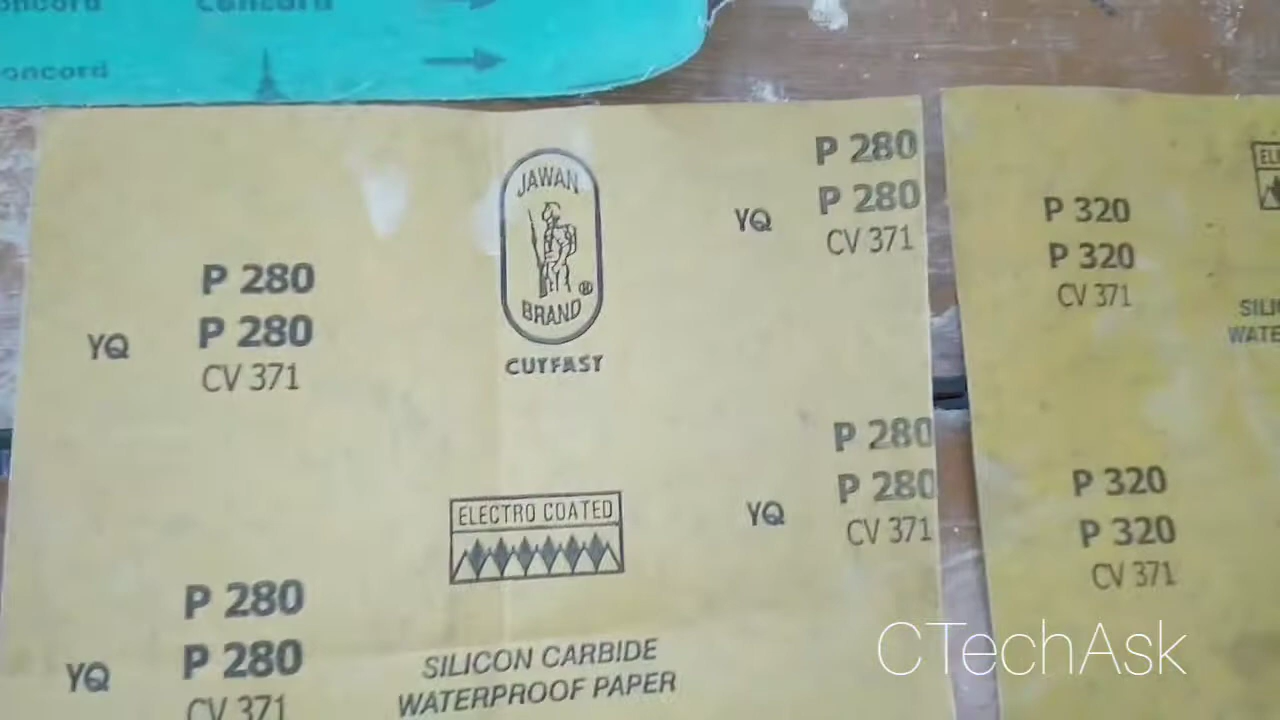 concord
concord
concord
JAWAN
BRAND
®
CUTFAST
P 280
P 280
CV 371
YQ
P 280
P 280
YQ
CV 371
P 320
P 320
CV 371
P 280
P 280
YQ
CV 371
ELECTRO COATED
P 320
P 320
CV 371
P 280
P 280
YQ
CV 371
SILICON CARBIDE
WATERPROOF PAPER
CTechAsk